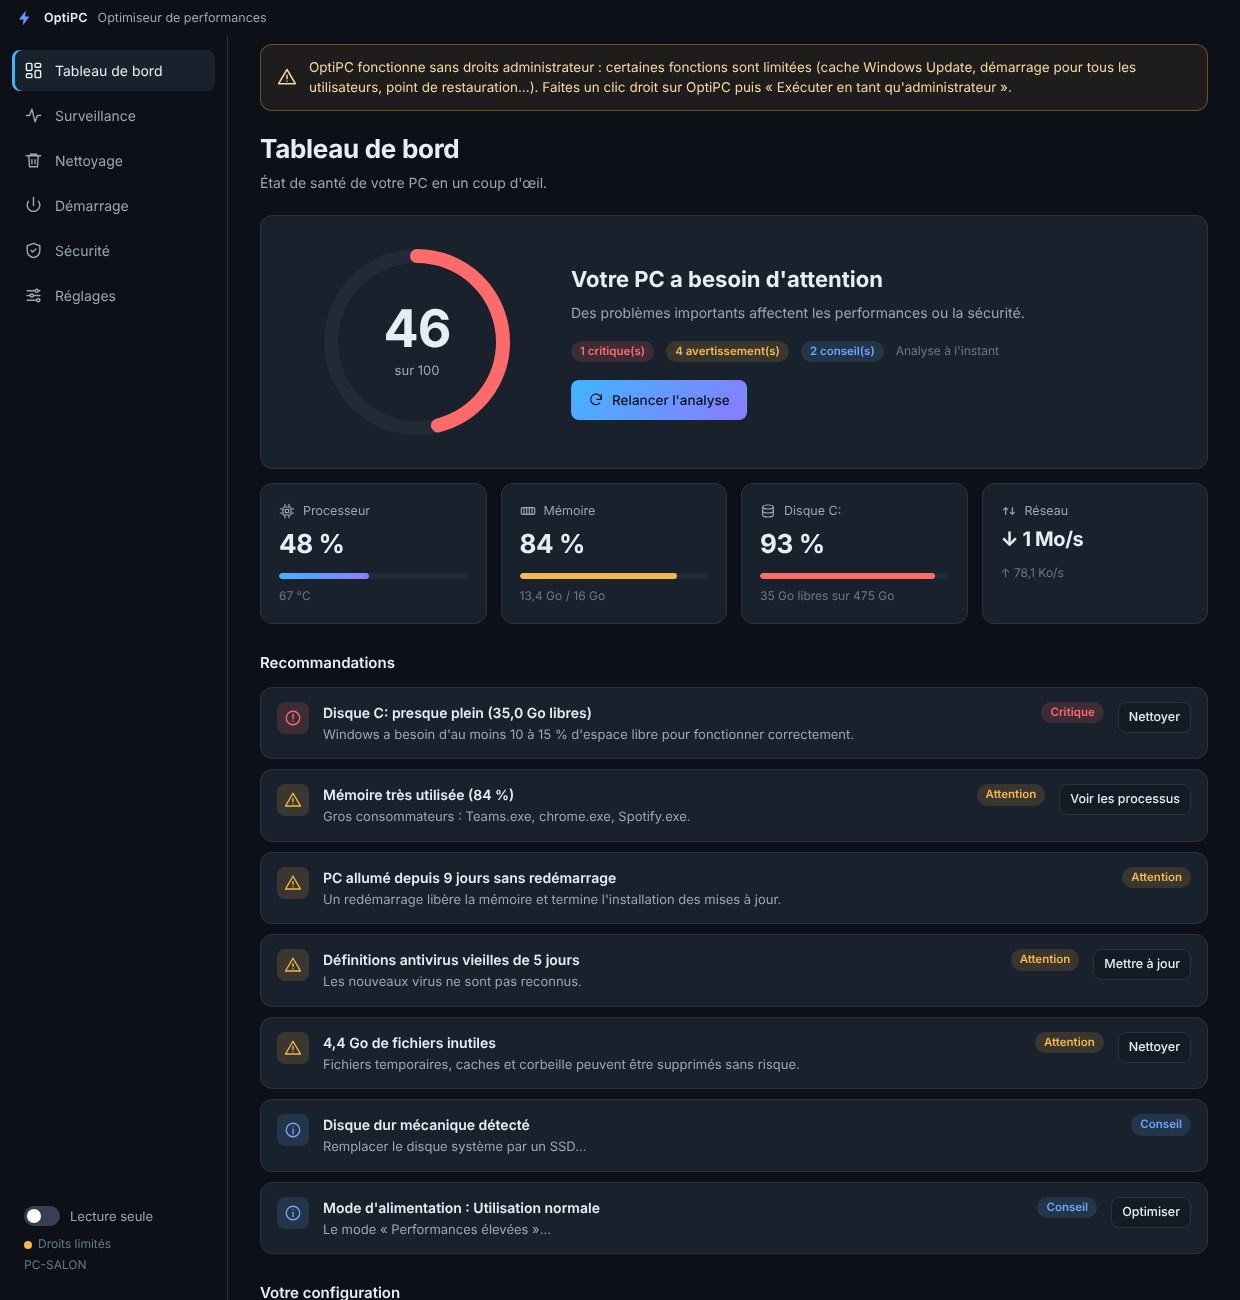 OptiPC Optimiseur de performances
Tableau de bord
Surveillance
Nettoyage
Démarrage
Sécurité
Réglages
Lecture seule
Droits limités
PC-SALON
OptiPC fonctionne sans droits administrateur : certaines fonctions sont limitées (cache Windows Update, démarrage pour tous les
utilisateurs, point de restauration…). Faites un clic droit sur OptiPC puis « Exécuter en tant qu'administrateur ».
Tableau de bord
État de santé de votre PC en un coup d'œil.
46
sur 100
Votre PC a besoin d'attention
Des problèmes importants affectent les performances ou la sécurité.
1 critique(s) 4 avertissement(s) 2 conseil(s) Analyse à l'instant
Relancer l'analyse
Processeur
48 %
67 °C
Mémoire
84 %
13,4 Go / 16 Go
Disque C:
93 %
35 Go libres sur 475 Go
Réseau
↓ 1 Mo/s
↑ 78,1 Ko/s
Recommandations
Disque C: presque plein (35,0 Go libres)
Windows a besoin d'au moins 10 à 15 % d'espace libre pour fonctionner correctement.
Critique Nettoyer
Mémoire très utilisée (84 %)
Gros consommateurs : Teams.exe, chrome.exe, Spotify.exe.
Attention Voir les processus
PC allumé depuis 9 jours sans redémarrage
Un redémarrage libère la mémoire et termine l'installation des mises à jour.
Attention
Définitions antivirus vieilles de 5 jours
Les nouveaux virus ne sont pas reconnus.
Attention Mettre à jour
4,4 Go de fichiers inutiles
Fichiers temporaires, caches et corbeille peuvent être supprimés sans risque.
Attention Nettoyer
Disque dur mécanique détecté
Remplacer le disque système par un SSD…
Conseil
Mode d'alimentation : Utilisation normale
Le mode « Performances élevées »…
Conseil Optimiser
Votre configuration